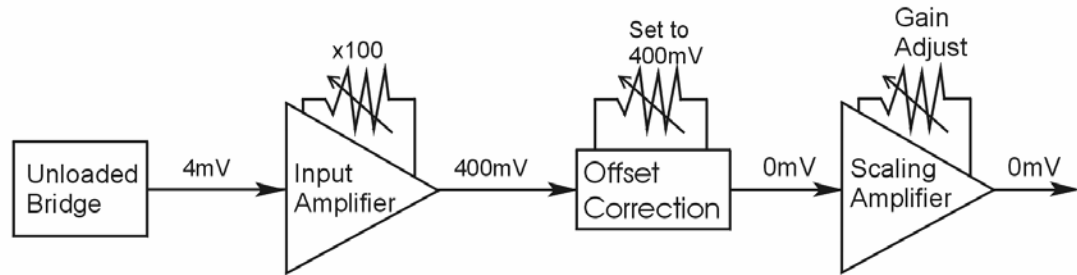 x100
Set to
400mV
Gain
Adjust
Unloaded
Bridge
4mV
Input
Amplifier
400mV
Offset
Correction
0mV
Scaling
Amplifier
0mV